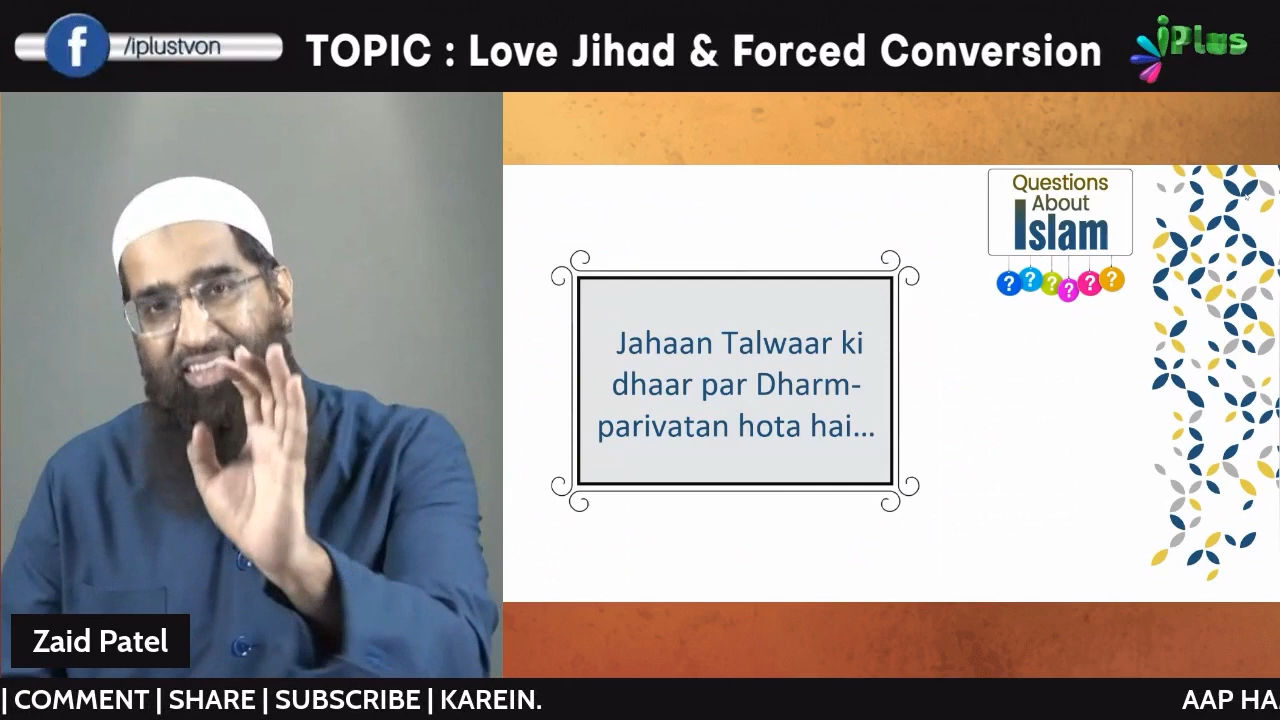 f /iplustvon
TOPIC : Love Jihad & Forced Conversion
iPlus
Questions
About
Islam
? ? ? ? ? ?
Jahaan Talwaar ki
dhaar par Dharm-
parivatan hota hai...
Zaid Patel
| COMMENT | SHARE | SUBSCRIBE | KAREIN.
AAP HA